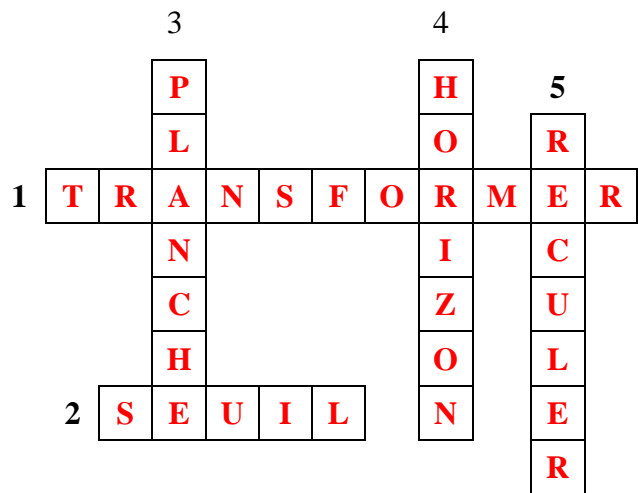 3 4
P H 5
L O R
1 T R A N S F O R M E R
N I C
C Z U
H O L
2 S E U I L N E
R